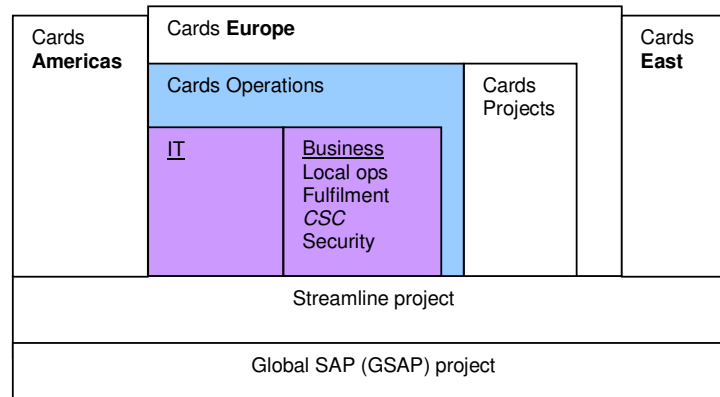 Cards
Americas
Cards Europe
Cards Operations
IT
Business
Local ops
Fulfilment
CSC
Security
Cards
Projects
Cards
East
Streamline project
Global SAP (GSAP) project